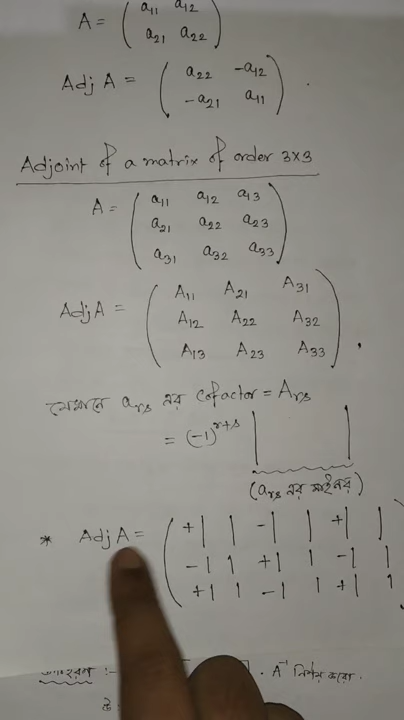 A = ( a11 a12
a21 a22 )
Adj A = ( a22 -a12
-a21 a11 ) .
Adjoint of a matrix of order 3×3
A = ( a11 a12 a13
a21 a22 a23
a31 a32 a33 )
Adj A = ( A11 A21 A31
A12 A22 A32
A13 A23 A33 ) ,
যেখানে ars এর cofactor = Ars
= (-1)^r+s | |
(ars এর মাইনর)
* Adj A = ( +| | -| | +| |
-| | +| | -| |
+| | -| | +| |
A^-1 নির্ণয় করো.